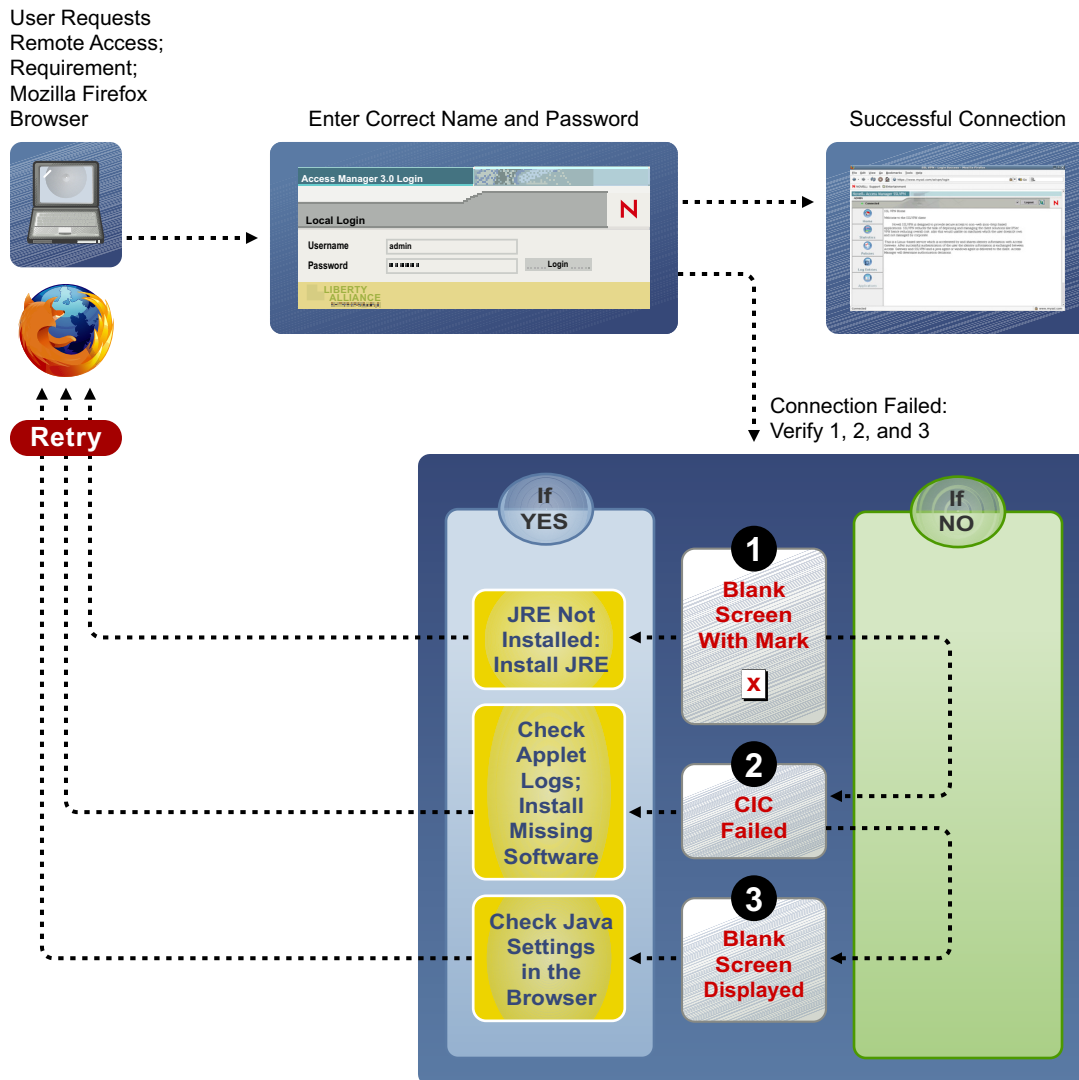 User Requests
Remote Access;
Requirement;
Mozilla Firefox
Browser
Enter Correct Name and Password
Successful Connection
Access Manager 3.0 Login
Local Login
N
Username
admin
Password
Login
LIBERTY
ALLIANCE
Connection Failed:
Verify 1, 2, and 3
Retry
If
YES
If
NO
1
Blank
Screen
With Mark
x
JRE Not
Installed:
Install JRE
2
CIC
Failed
Check
Applet
Logs;
Install
Missing
Software
3
Blank
Screen
Displayed
Check Java
Settings
in the
Browser